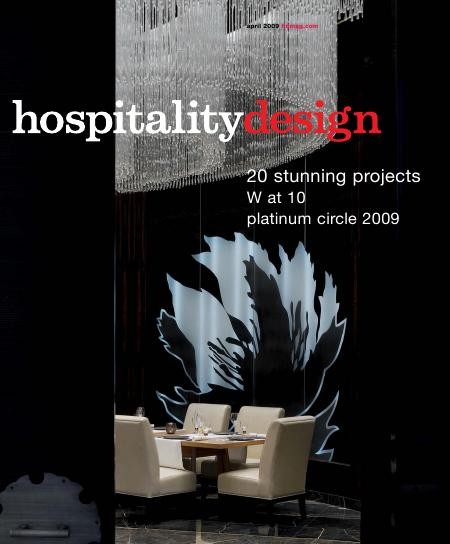 april 2009 hdmag.com
hospitalitydesign
20 stunning projects
W at 10
platinum circle 2009